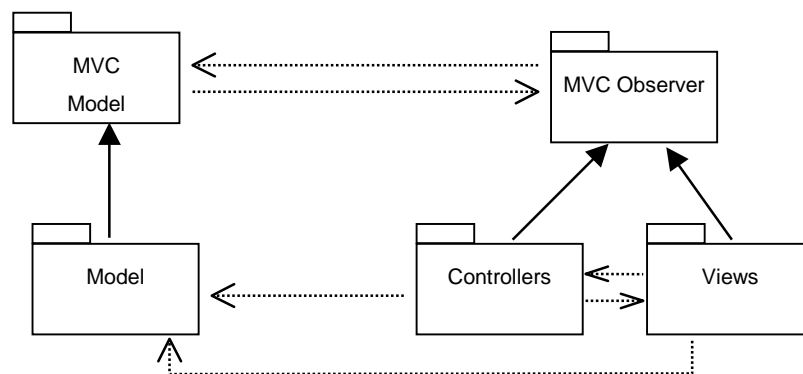 MVC
Model
MVC Observer
Model
Controllers
Views